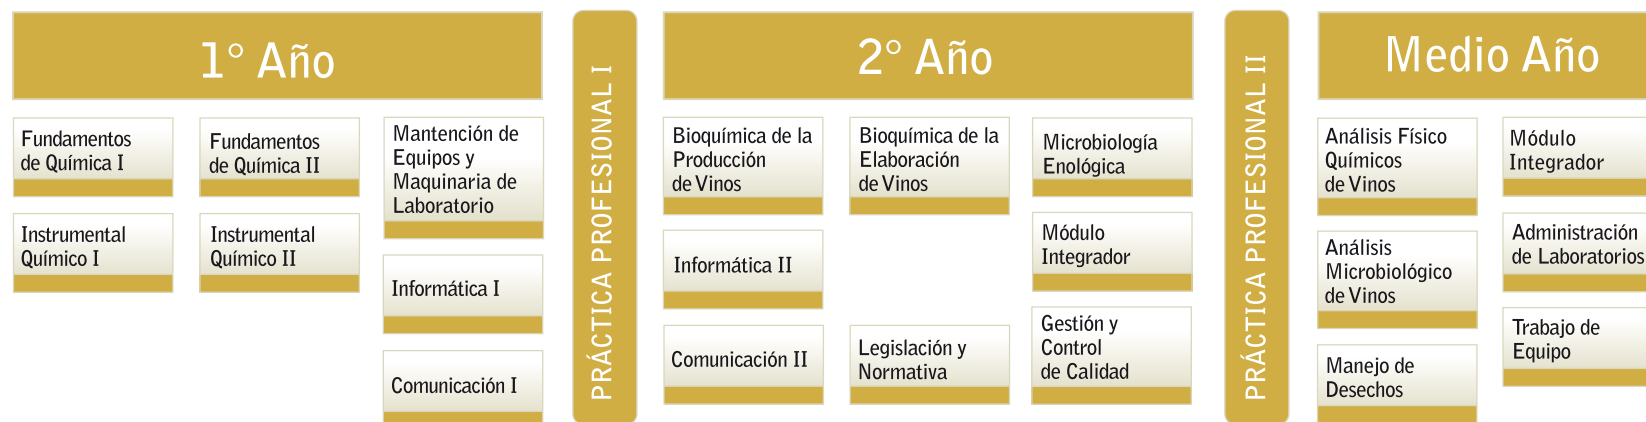 1° Año
Fundamentos
de Química I
Instrumental
Químico I
Fundamentos
de Química II
Instrumental
Químico II
Mantención de
Equipos y
Maquinaria de
Laboratorio
Informática I
Comunicación I
PRÁCTICA PROFESIONAL I
2° Año
Bioquímica de la
Producción
de Vinos
Informática II
Comunicación II
Bioquímica de la
Elaboración
de Vinos
Legislación y
Normativa
Microbiología
Enológica
Módulo
Integrador
Gestión y
Control
de Calidad
PRÁCTICA PROFESIONAL II
Medio Año
Análisis Físico
Químicos
de Vinos
Análisis
Microbiológico
de Vinos
Manejo de
Desechos
Módulo
Integrador
Administración
de Laboratorios
Trabajo de
Equipo